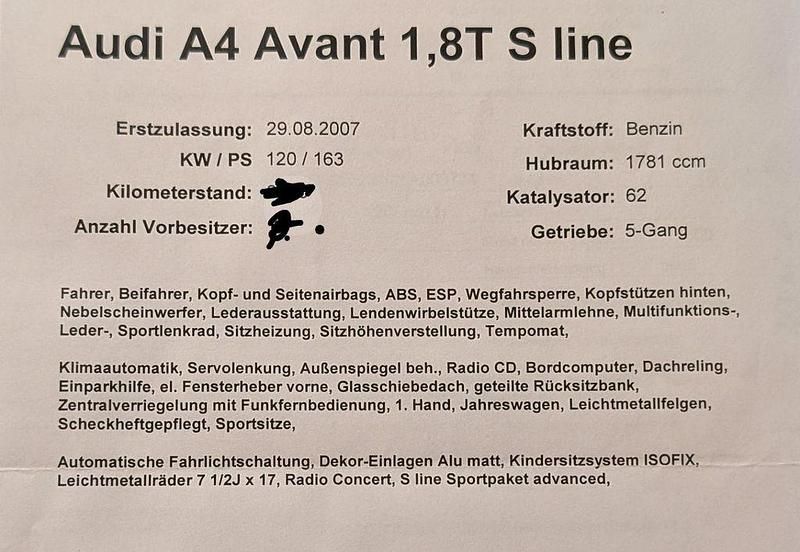 Audi A4 Avant 1,8T S line
Erstzulassung: 29.08.2007
Kraftstoff: Benzin
KW / PS 120 / 163
Hubraum: 1781 ccm
Kilometerstand:
Katalysator: 62
Anzahl Vorbesitzer:
Getriebe: 5-Gang
Fahrer, Beifahrer, Kopf- und Seitenairbags, ABS, ESP, Wegfahrsperre, Kopfstützen hinten,
Nebelscheinwerfer, Lederausstattung, Lendenwirbelstütze, Mittelarmlehne, Multifunktions-,
Leder-, Sportlenkrad, Sitzheizung, Sitzhöhenverstellung, Tempomat,
Klimaautomatik, Servolenkung, Außenspiegel beh., Radio CD, Bordcomputer, Dachreling,
Einparkhilfe, el. Fensterheber vorne, Glasschiebedach, geteilte Rücksitzbank,
Zentralverriegelung mit Funkfernbedienung, 1. Hand, Jahreswagen, Leichtmetallfelgen,
Scheckheftgepflegt, Sportsitze,
Automatische Fahrlichtschaltung, Dekor-Einlagen Alu matt, Kindersitzsystem ISOFIX,
Leichtmetallräder 7 1/2J x 17, Radio Concert, S line Sportpaket advanced,